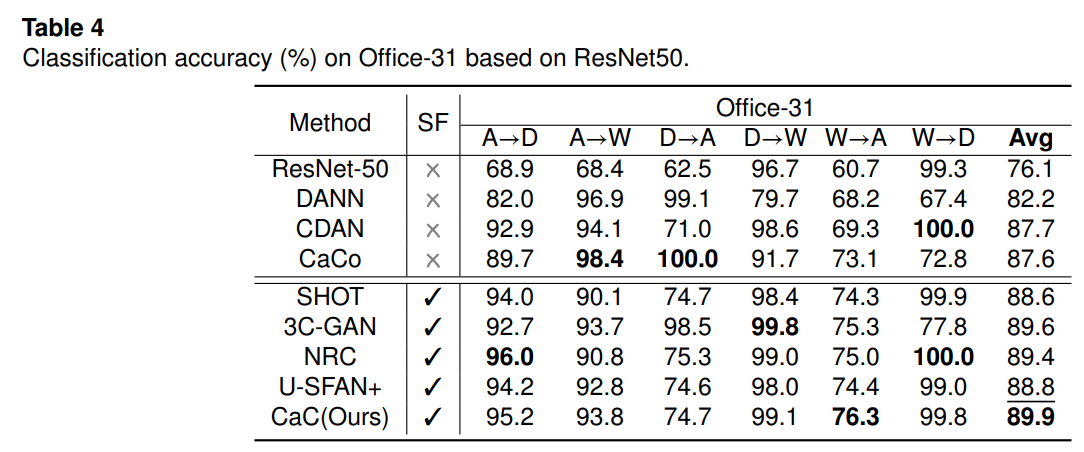 Table 4
Classification accuracy (%) on Office-31 based on ResNet50.
Method SF Office-31
A→D A→W D→A D→W W→A W→D Avg
ResNet-50 ✗ 68.9 68.4 62.5 96.7 60.7 99.3 76.1
DANN ✗ 82.0 96.9 99.1 79.7 68.2 67.4 82.2
CDAN ✗ 92.9 94.1 71.0 98.6 69.3 100.0 87.7
CaCo ✗ 89.7 98.4 100.0 91.7 73.1 72.8 87.6
SHOT ✓ 94.0 90.1 74.7 98.4 74.3 99.9 88.6
3C-GAN ✓ 92.7 93.7 98.5 99.8 75.3 77.8 89.6
NRC ✓ 96.0 90.8 75.3 99.0 75.0 100.0 89.4
U-SFAN+ ✓ 94.2 92.8 74.6 98.0 74.4 99.0 88.8
CaC(Ours) ✓ 95.2 93.8 74.7 99.1 76.3 99.8 89.9